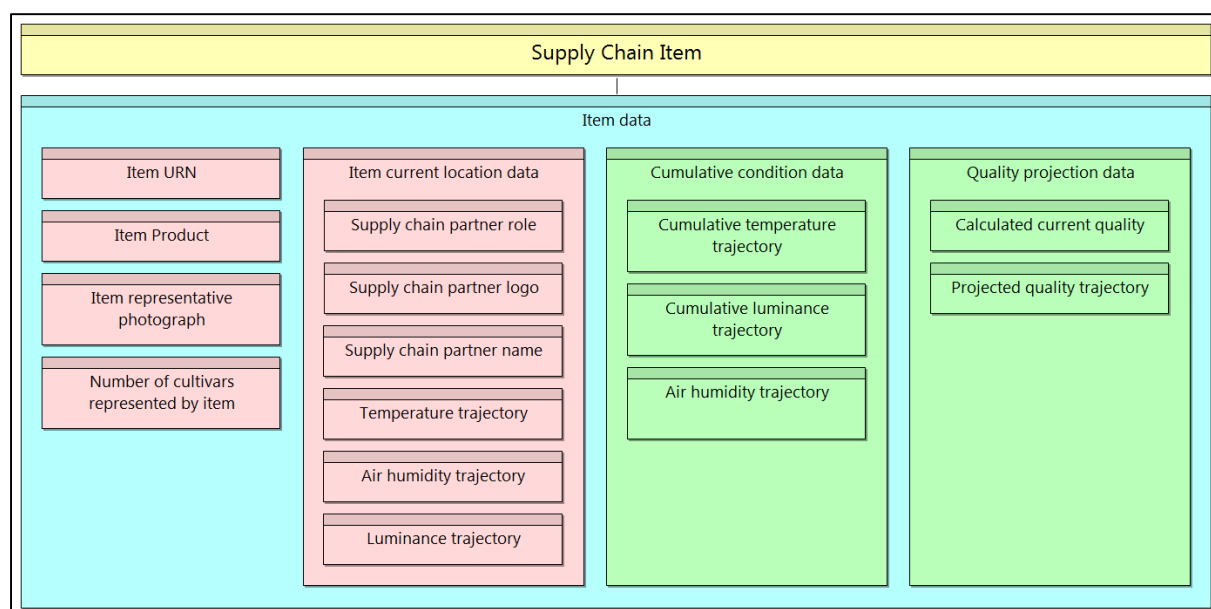 Supply Chain Item
Item data
Item URN
Item Product
Item representative
photograph
Number of cultivars
represented by item
Item current location data
Supply chain partner role
Supply chain partner logo
Supply chain partner name
Temperature trajectory
Air humidity trajectory
Luminance trajectory
Cumulative condition data
Cumulative temperature
trajectory
Cumulative luminance
trajectory
Air humidity trajectory
Quality projection data
Calculated current quality
Projected quality trajectory